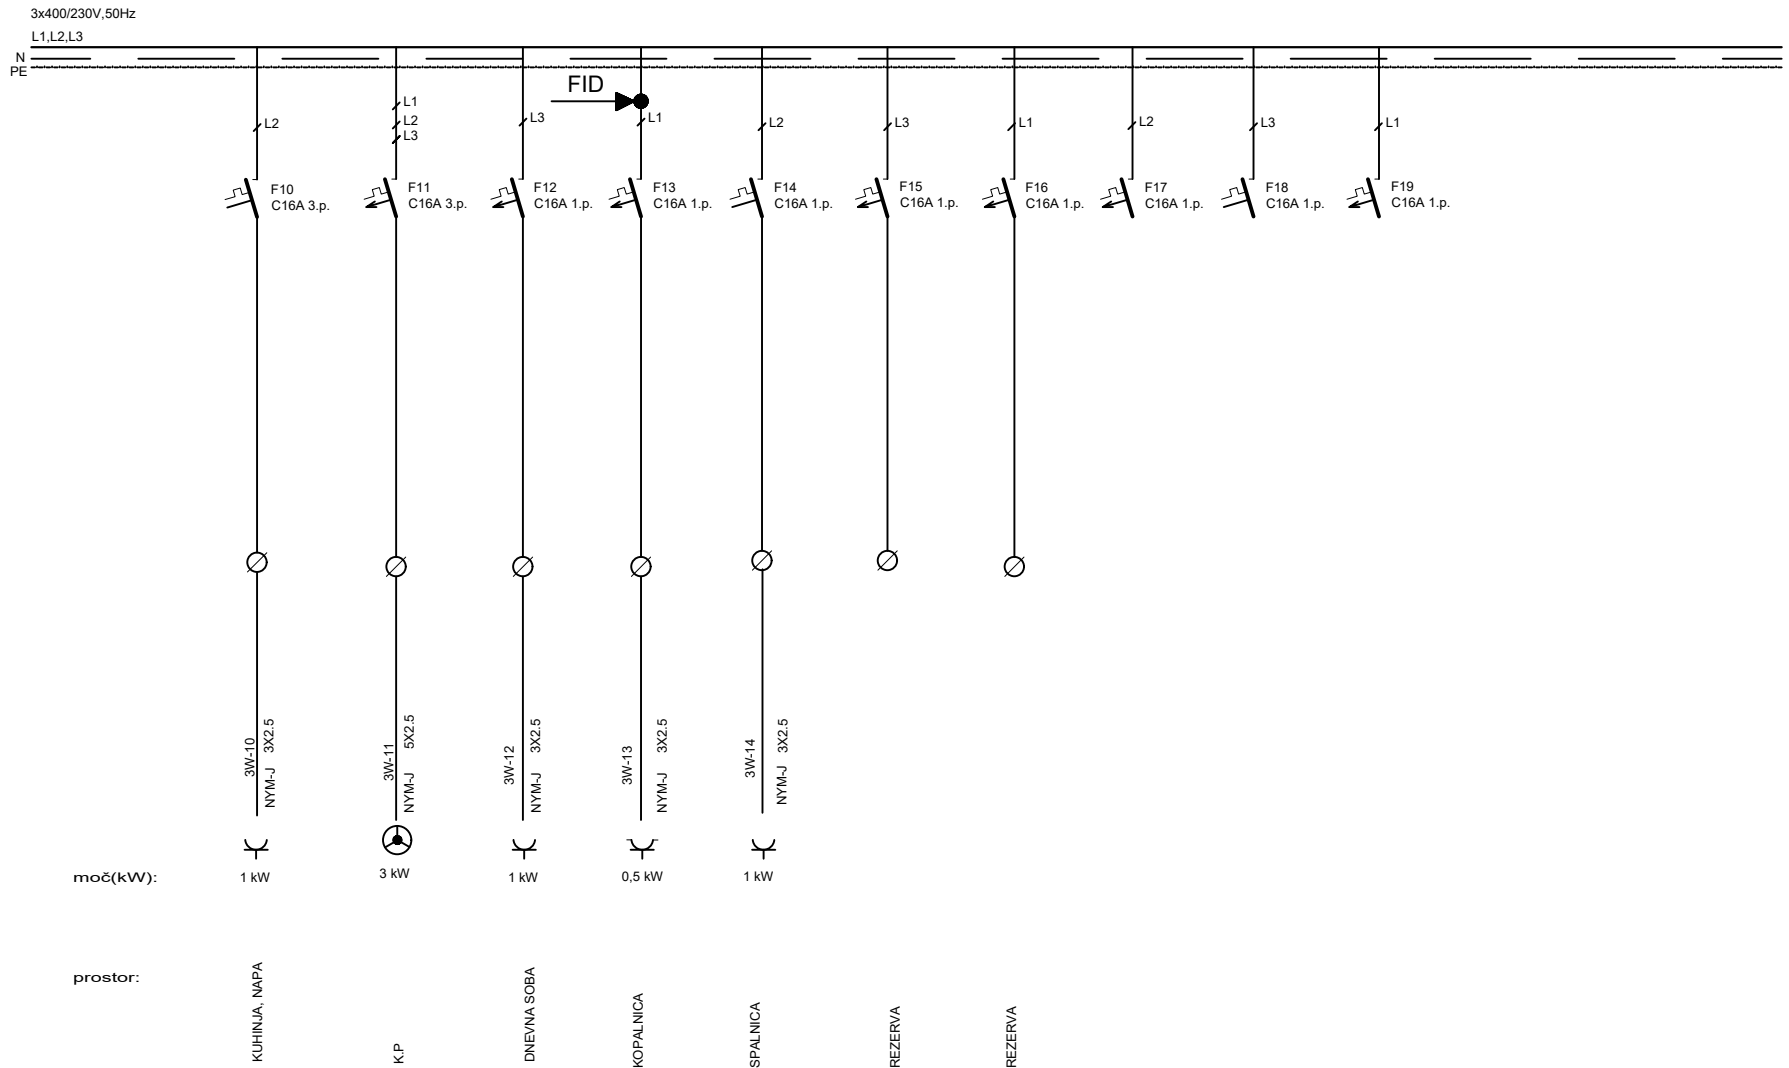 3x400/230V,50Hz
L1,L2,L3
N
PE
FID
L1
L2
L3
L2
L3
L1
L2
L3
L1
L2
L3
L1
F10
C16A 3.p.
F11
C16A 3.p.
F12
C16A 1.p.
F13
C16A 1.p.
F14
C16A 1.p.
F15
C16A 1.p.
F16
C16A 1.p.
F17
C16A 1.p.
F18
C16A 1.p.
F19
C16A 1.p.
3W-10
NYM-J 3X2.5
3W-11
NYM-J 5X2.5
3W-12
NYM-J 3X2.5
3W-13
NYM-J 3X2.5
3W-14
NYM-J 3X2.5
moč(kW):
1 kW
3 kW
1 kW
0,5 kW
1 kW
prostor:
KUHINJA, NAPA
K.P
DNEVNA SOBA
KOPALNICA
SPALNICA
REZERVA
REZERVA